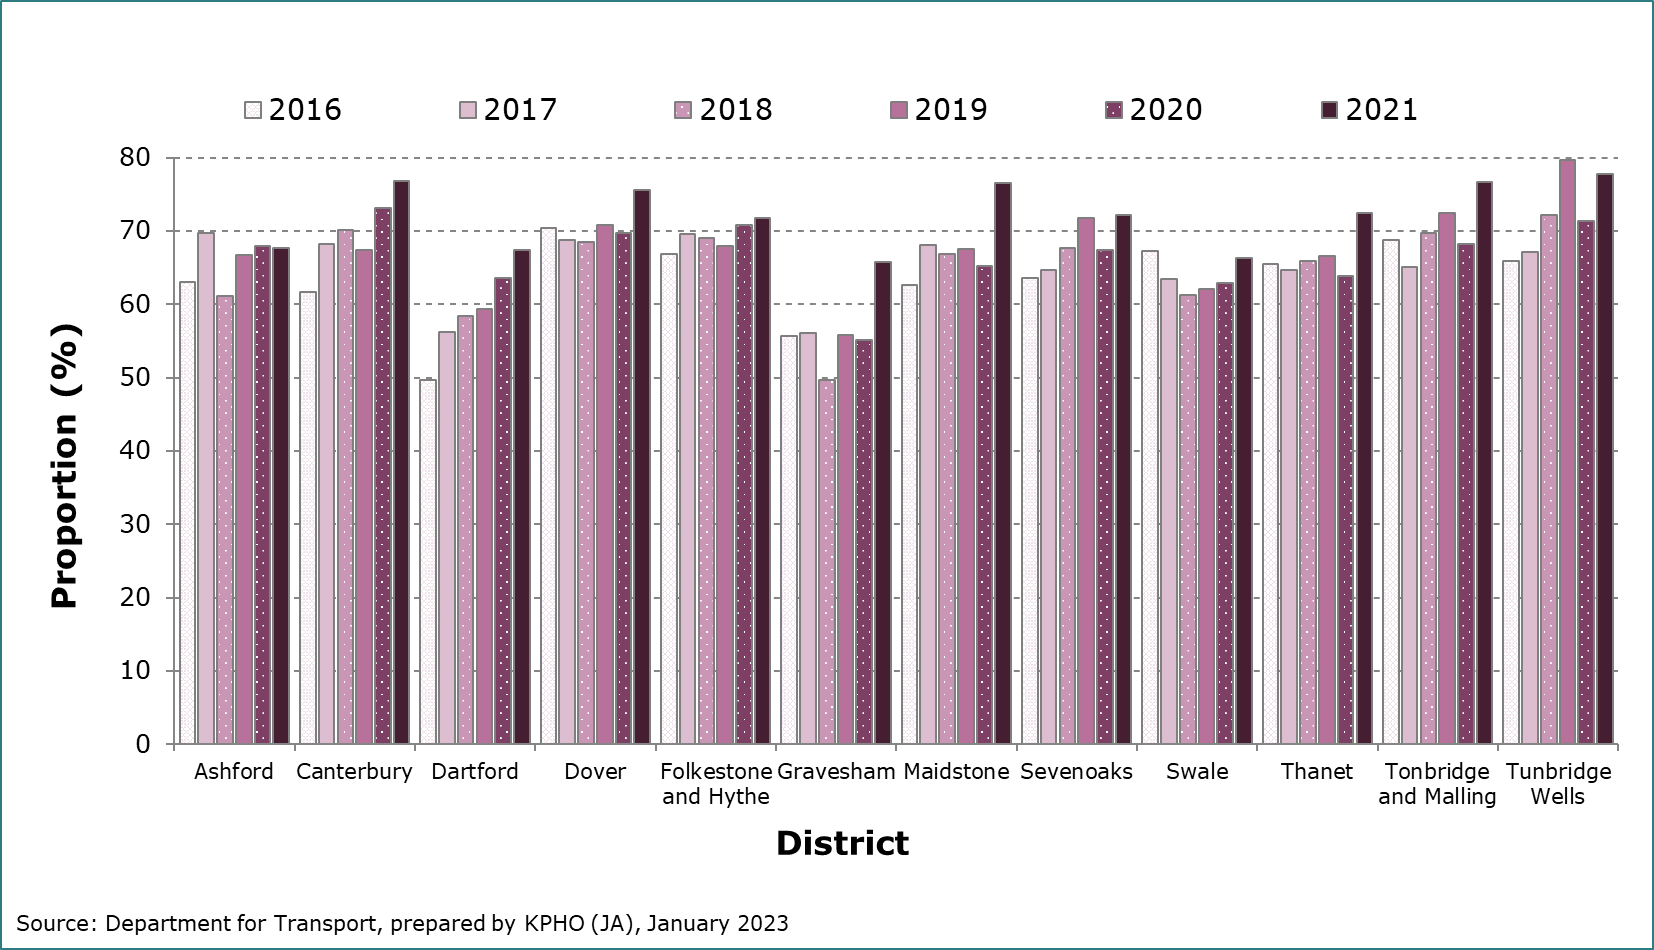 2016 2017 2018 2019 2020 2021
80
70
60
50
40
30
20
10
0
Proportion (%)
Ashford Canterbury Dartford Dover Folkestone Gravesham Maidstone Sevenoaks Swale Thanet Tonbridge Tunbridge
and Hythe and Malling Wells
District
Source: Department for Transport, prepared by KPHO (JA), January 2023